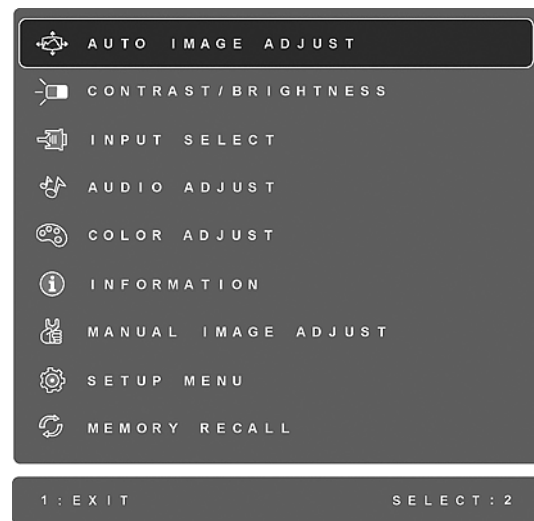 AUTO IMAGE ADJUST
CONTRAST/BRIGHTNESS
INPUT SELECT
AUDIO ADJUST
COLOR ADJUST
INFORMATION
MANUAL IMAGE ADJUST
SETUP MENU
MEMORY RECALL
1:EXIT SELECT:2